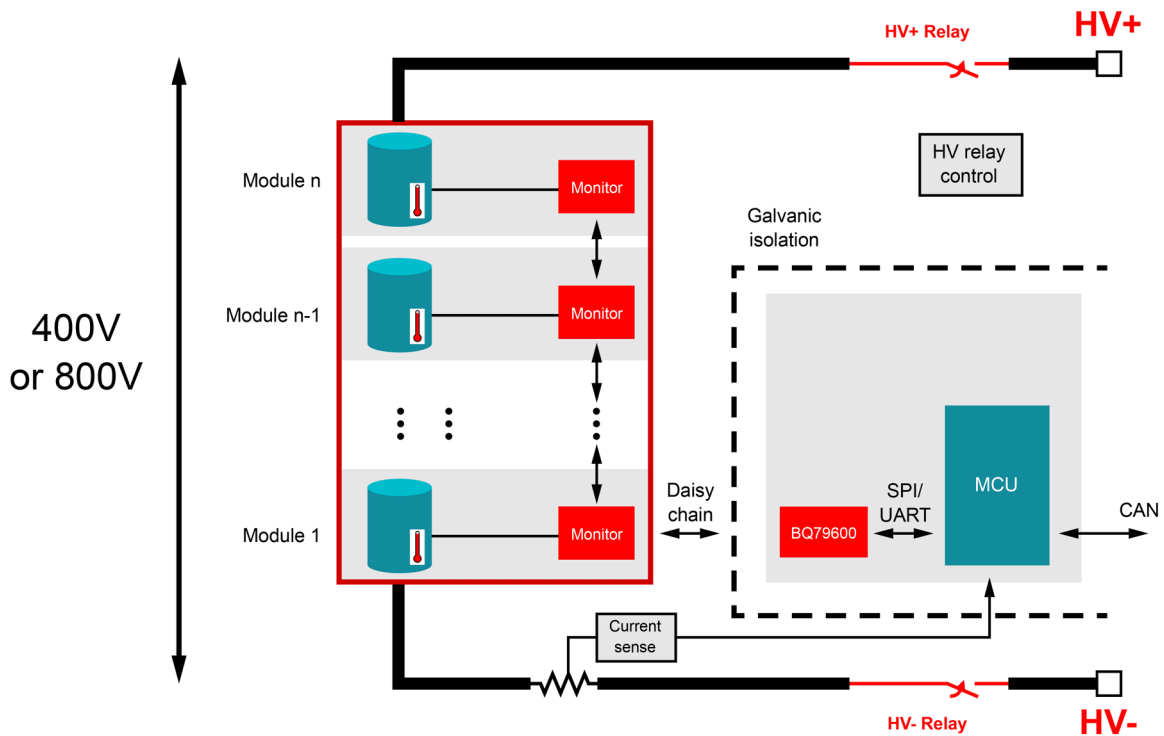 HV+
HV+ Relay
HV relay
control
Module n
Monitor
Galvanic
isolation
Module n-1
Monitor
400V
or 800V
Daisy
chain
SPI/
UART
MCU
CAN
Module 1
Monitor
BQ79600
Current
sense
HV- Relay
HV-